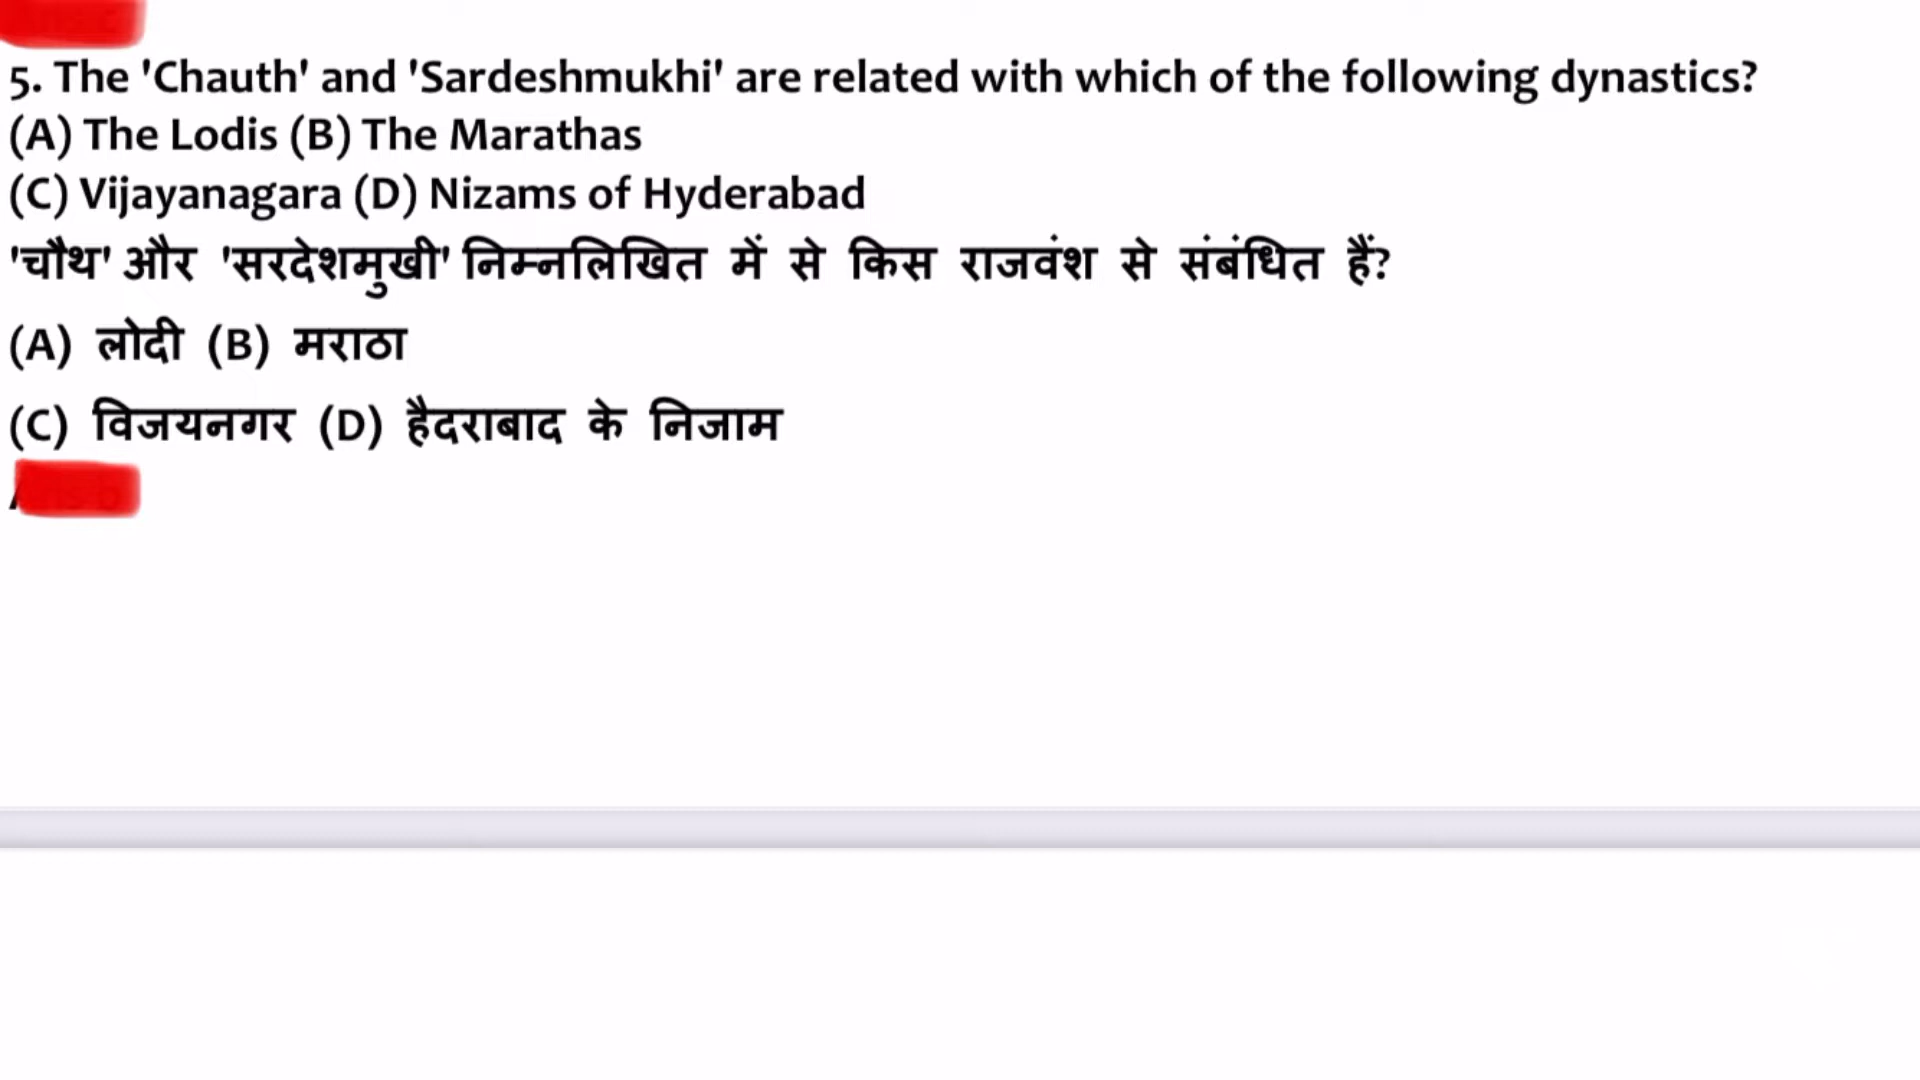 5. The 'Chauth' and 'Sardeshmukhi' are related with which of the following dynastics?
(A) The Lodis (B) The Marathas
(C) Vijayanagara (D) Nizams of Hyderabad
'चौथ' और 'सरदेशमुखी' निम्नलिखित में से किस राजवंश से संबंधित हैं?
(A) लोदी (B) मराठा
(C) विजयनगर (D) हैदराबाद के निजाम